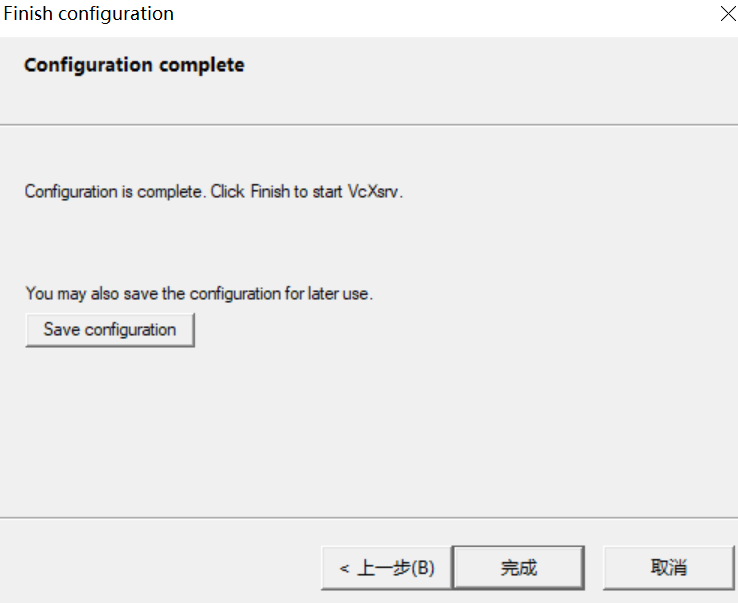 Finish configuration
Configuration complete
Configuration is complete. Click Finish to start VcXsrv.
You may also save the configuration for later use.
Save configuration
< 上一步(B) 完成 取消